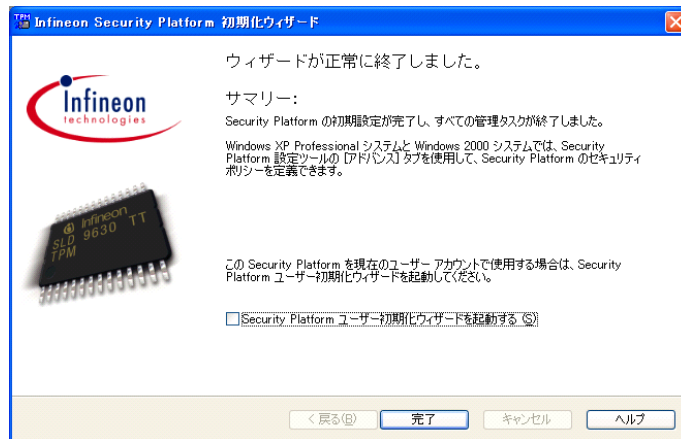 Infineon Security Platform 初期化ウィザード
ウィザードが正常に終了しました。
Infineon
technologies
サマリー:
Security Platform の初期設定が完了し、すべての管理タスクが終了しました。
Windows XP Professional システムと Windows 2000 システムでは、Security
Platform 設定ツールの [アドバンス] タブを使用して、Security Platform のセキュリティ
ポリシーを定義できます。
Infineon
SLD 9630 TT
TPM
この Security Platform を現在のユーザー アカウントで使用する場合は、Security
Platform ユーザー初期化ウィザードを起動してください。
Security Platform ユーザー初期化ウィザードを起動する (S)
< 戻る(B)
完了
キャンセル
ヘルプ